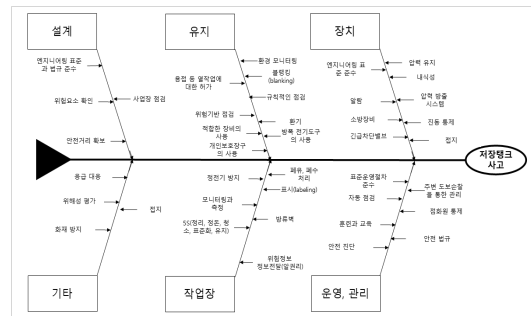 설계
유지
장치
엔지니어링 표준
과 법규 준수
위험요소 확인
사업장 점검
안전거리 확보
환경 모니터링
블랭킹
(blanking)
용접 등 열작업에
대한 허가
규칙적인 점검
위험기반 점검
환기
적합한 장비의
사용
방폭 전기도구
의 사용
개인보호장구
의 사용
엔지니어링 표
준 준수
압력 유지
내식성
알람
압력 방출
시스템
소방장비
진동 통제
긴급차단밸브
접지
저장탱크
사고
응급 대응
위해성 평가
접지
화재 방지
정전기 방지
폐유, 폐수
처리
표시(labeling)
모니터링과
측정
방류벽
5S(정리, 정돈, 청
소, 표준화, 유지)
위험정보
정보전달(알권리)
표준운영절차
준수
주변 도보순찰
을 통한 관리
자동 점검
점화원 통제
훈련과 교육
안전 법규
안전 진단
기타
작업장
운영, 관리